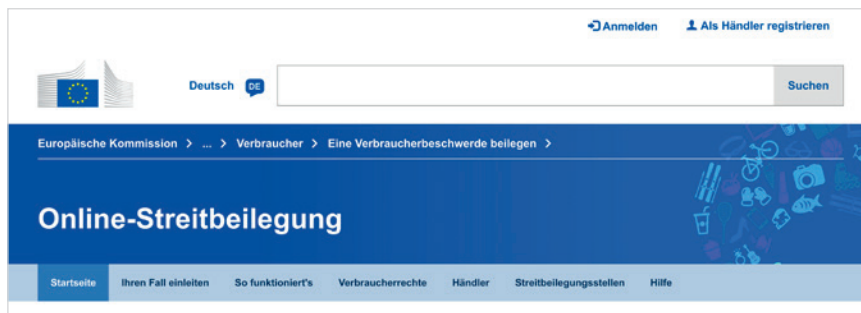 Anmelden Als Händler registrieren
Deutsch DE Suchen
Europäische Kommission > ... > Verbraucher > Eine Verbraucherbeschwerde beilegen >
Online-Streitbeilegung
Startseite Ihren Fall einleiten So funktioniert's Verbraucherrechte Händler Streitbeilegungsstellen Hilfe